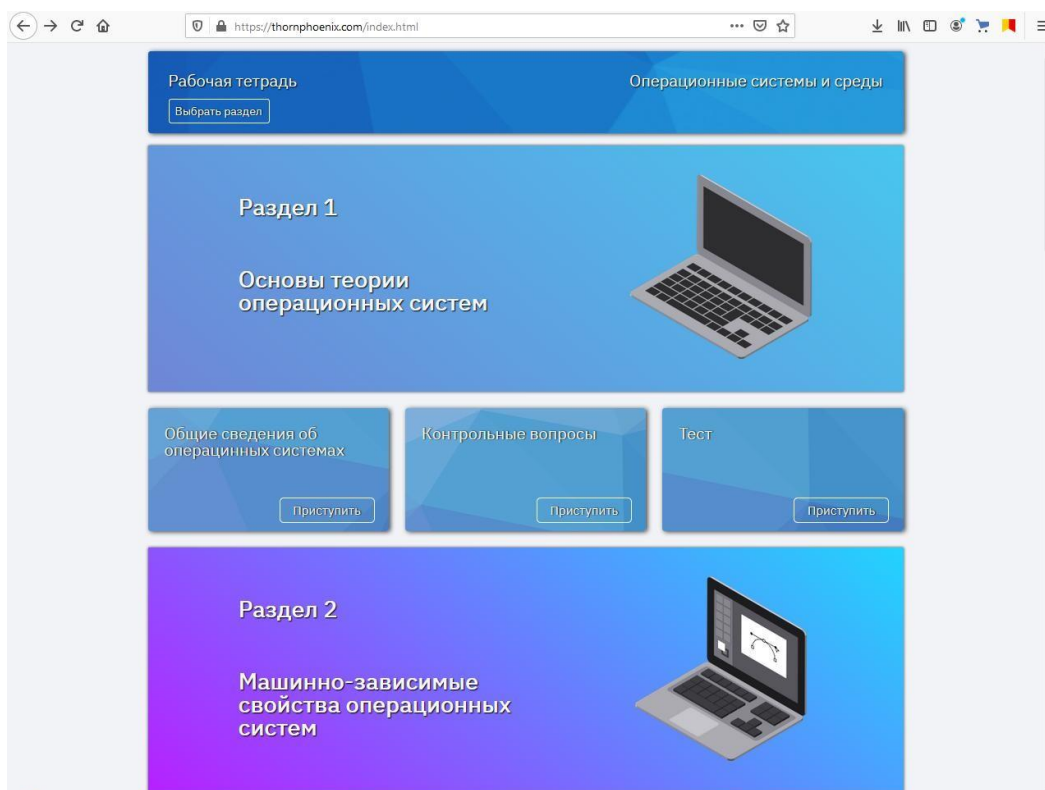 https://thornphoenix.com/index.html
Рабочая тетрадь
Операционные системы и среды
Выбрать раздел
Раздел 1
Основы теории
операционных систем
Общие сведения об
операцинных системах
Приступить
Контрольные вопросы
Приступить
Тест
Приступить
Раздел 2
Машинно-зависимые
свойства операционных
систем